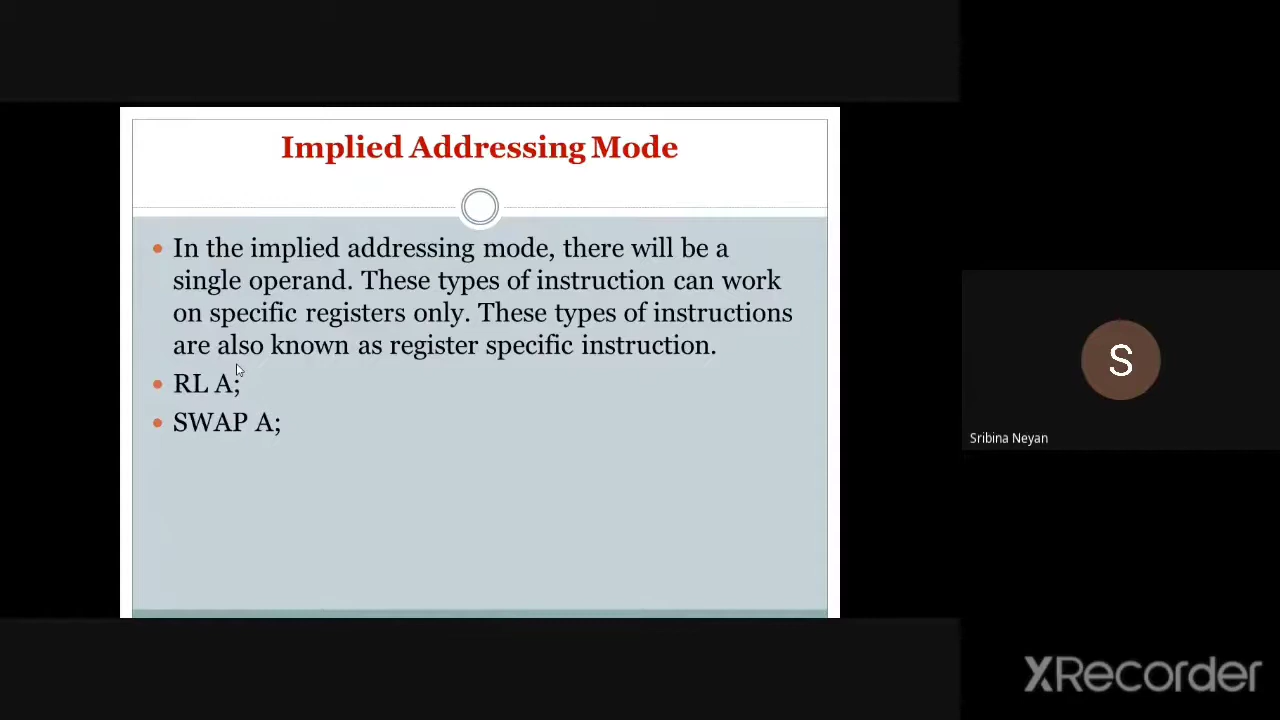 Implied Addressing Mode
In the implied addressing mode, there will be a
single operand. These types of instruction can work
on specific registers only. These types of instructions
are also known as register specific instruction.
RL A;
SWAP A;
S
Sribina Neyan
XRecorder